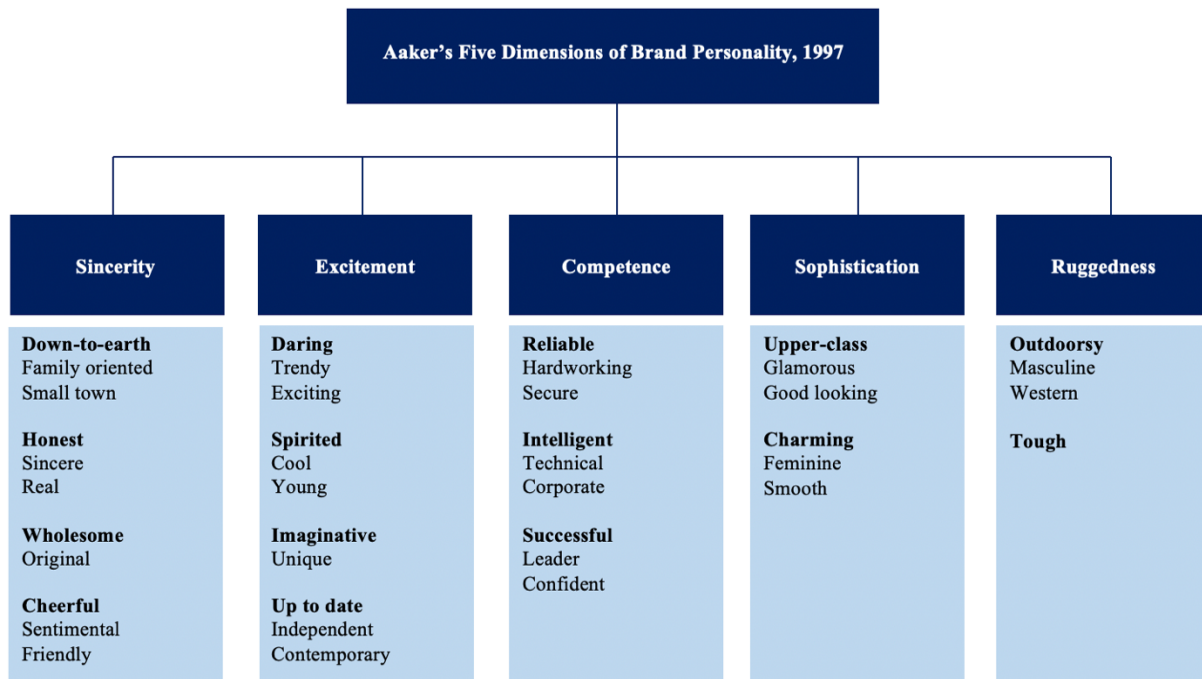 Aaker’s Five Dimensions of Brand Personality, 1997
Sincerity
Down-to-earth
Family oriented
Small town
Honest
Sincere
Real
Wholesome
Original
Cheerful
Sentimental
Friendly
Excitement
Daring
Trendy
Exciting
Spirited
Cool
Young
Imaginative
Unique
Up to date
Independent
Contemporary
Competence
Reliable
Hardworking
Secure
Intelligent
Technical
Corporate
Successful
Leader
Confident
Sophistication
Upper-class
Glamorous
Good looking
Charming
Feminine
Smooth
Ruggedness
Outdoorsy
Masculine
Western
Tough